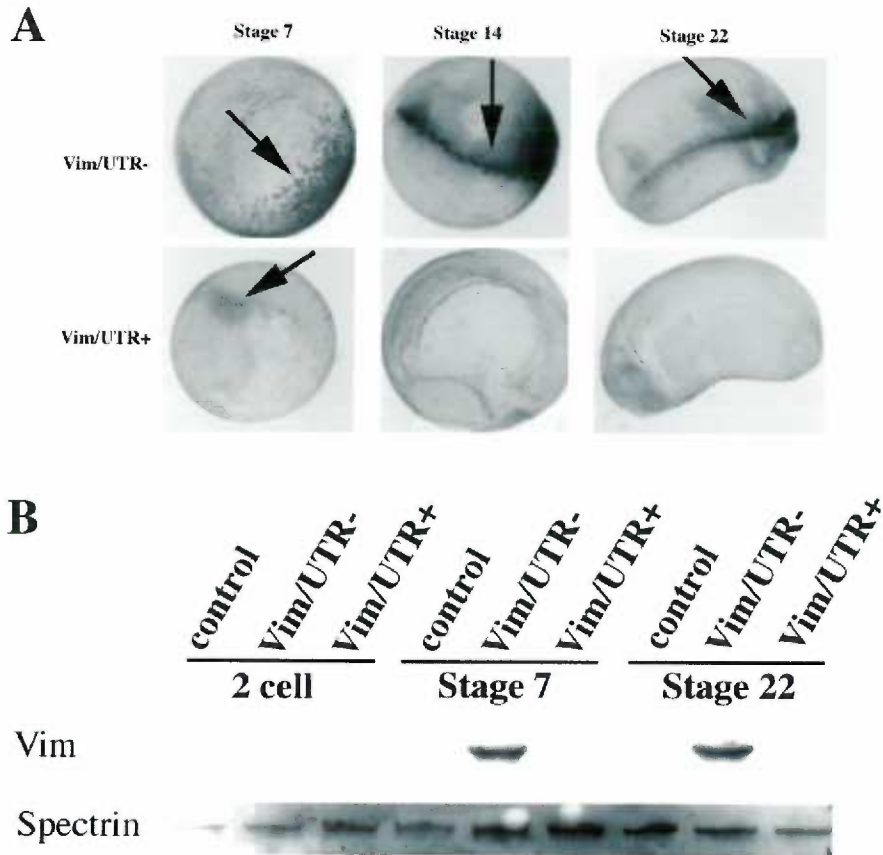 A
Stage 7
Stage 14
Stage 22
Vim/UTR-
Vim/UTR+
B
control
Vim/UTR-
Vim/UTR+
control
Vim/UTR-
Vim/UTR+
control
Vim/UTR-
Vim/UTR+
2 cell
Stage 7
Stage 22
Vim
Spectrin